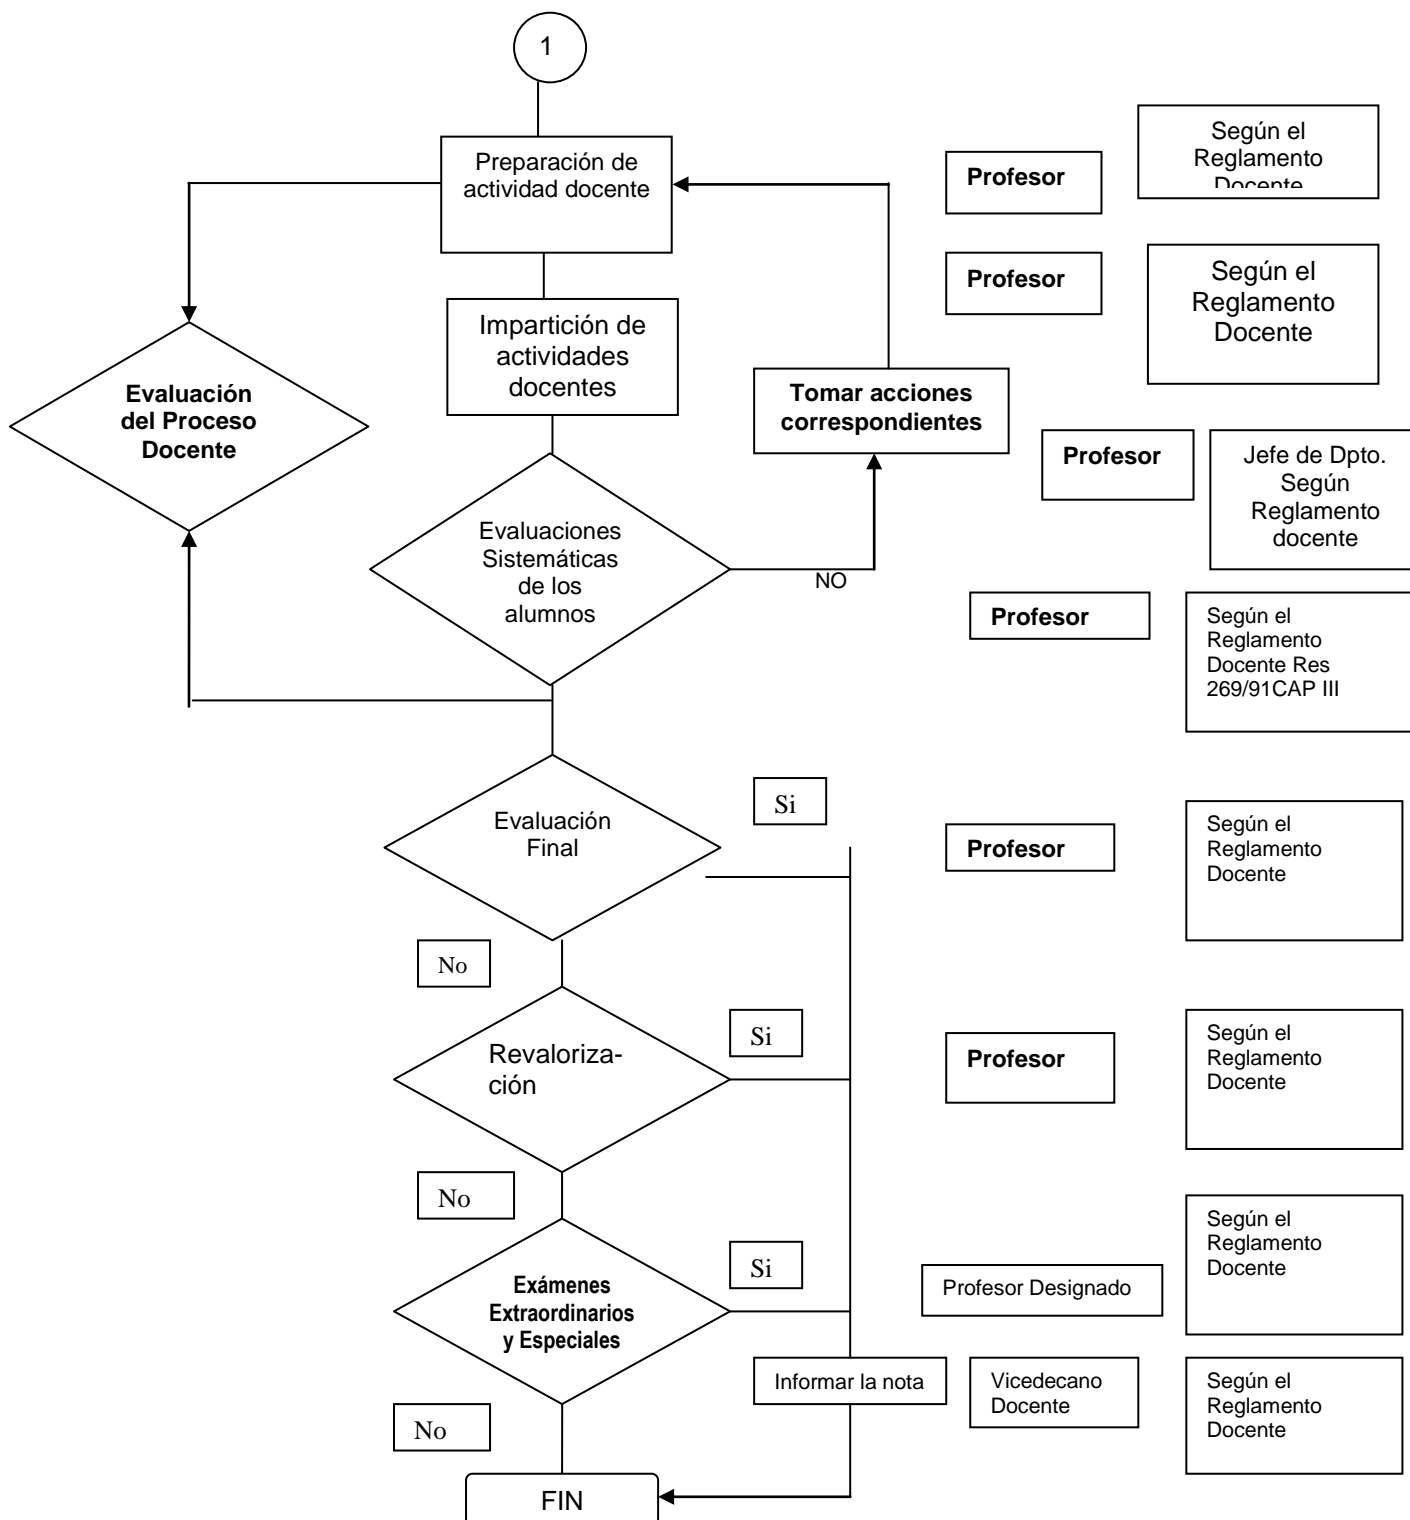 1
Preparación de
actividad docente
Profesor
Según el
Reglamento
Docente
Impartición de
actividades
docentes
Profesor
Según el
Reglamento
Docente
Evaluación
del Proceso
Docente
Tomar acciones
correspondientes
Profesor
Jefe de Dpto.
Según
Reglamento
docente
Evaluaciones
Sistemáticas
de los
alumnos
NO
Profesor
Según el
Reglamento
Docente Res
269/91CAP III
Evaluación
Final
Si
Profesor
Según el
Reglamento
Docente
No
Revaloriza-
ción
Si
Profesor
Según el
Reglamento
Docente
No
Exámenes
Extraordinarios
y Especiales
Si
Profesor Designado
Según el
Reglamento
Docente
Informar la nota
Vicedecano
Docente
Según el
Reglamento
Docente
No
FIN